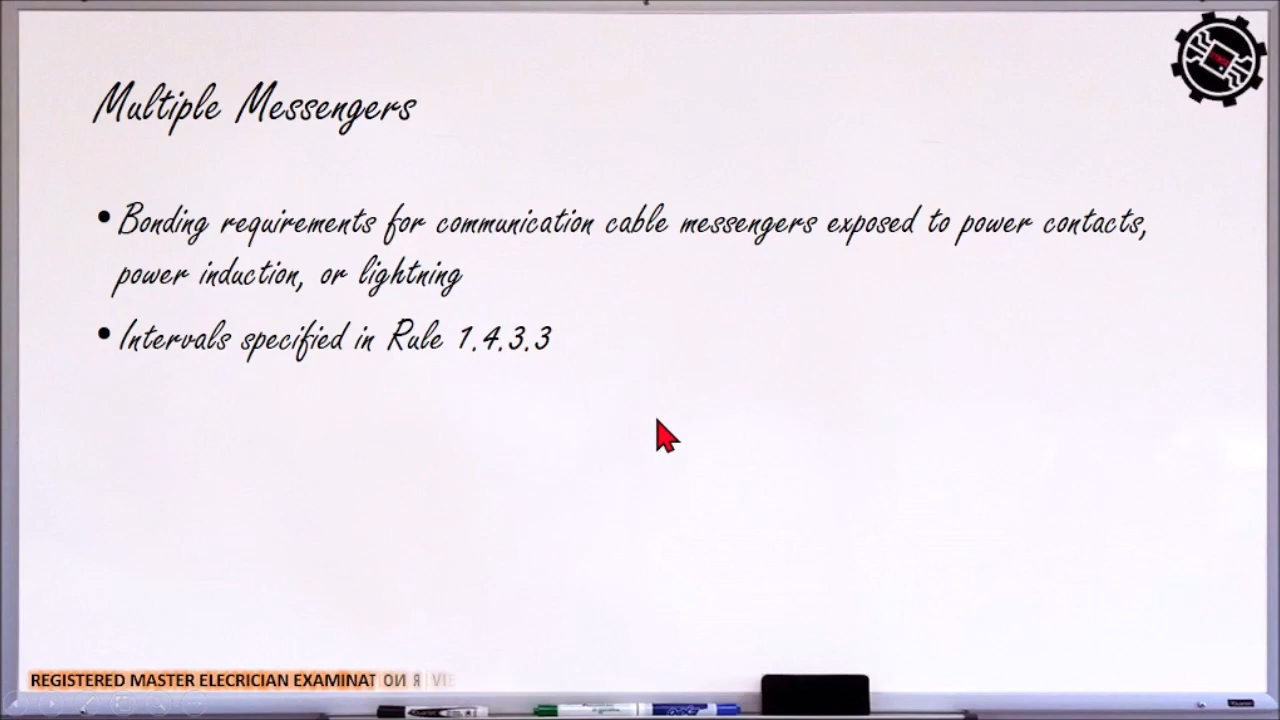 Multiple Messengers
• Bonding requirements for communication cable messengers exposed to power contacts,
power induction, or lightning
• Intervals specified in Rule 1.4.3.3
REGISTERED MASTER ELECRICIAN EXAMINAT